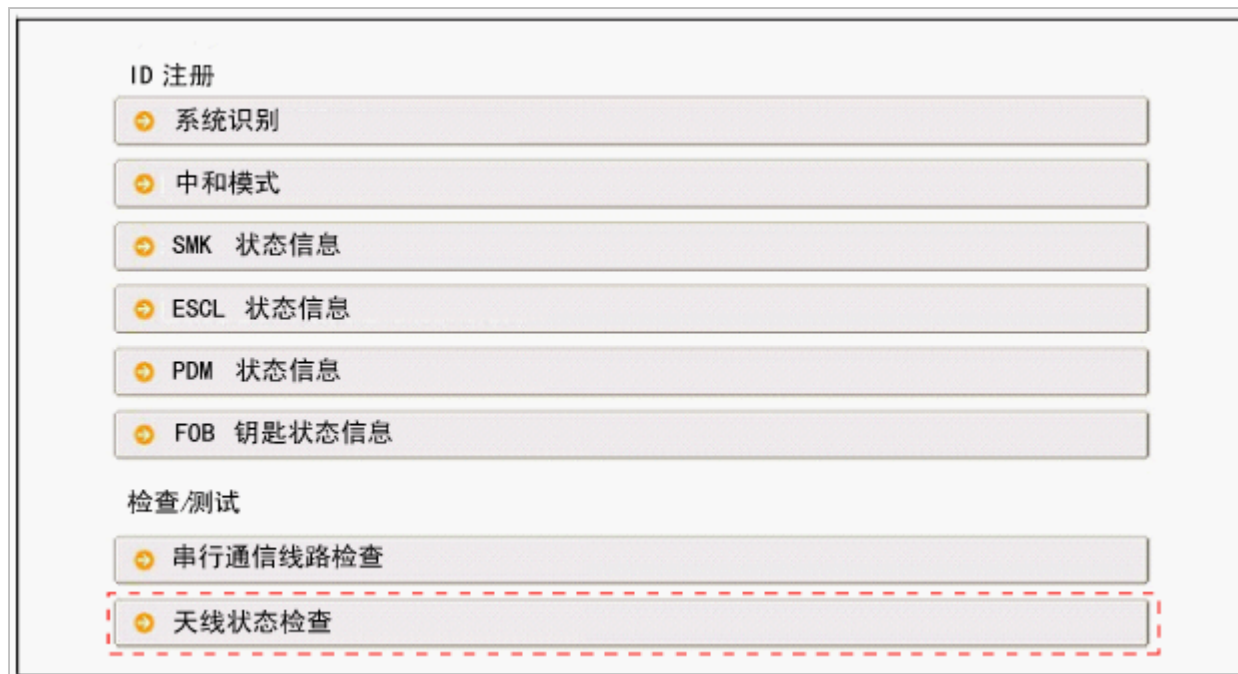 ID 注册
系统识别
中和模式
SMK 状态信息
ESCL 状态信息
PDM 状态信息
FOB 钥匙状态信息
检查/测试
串行通信线路检查
天线状态检查